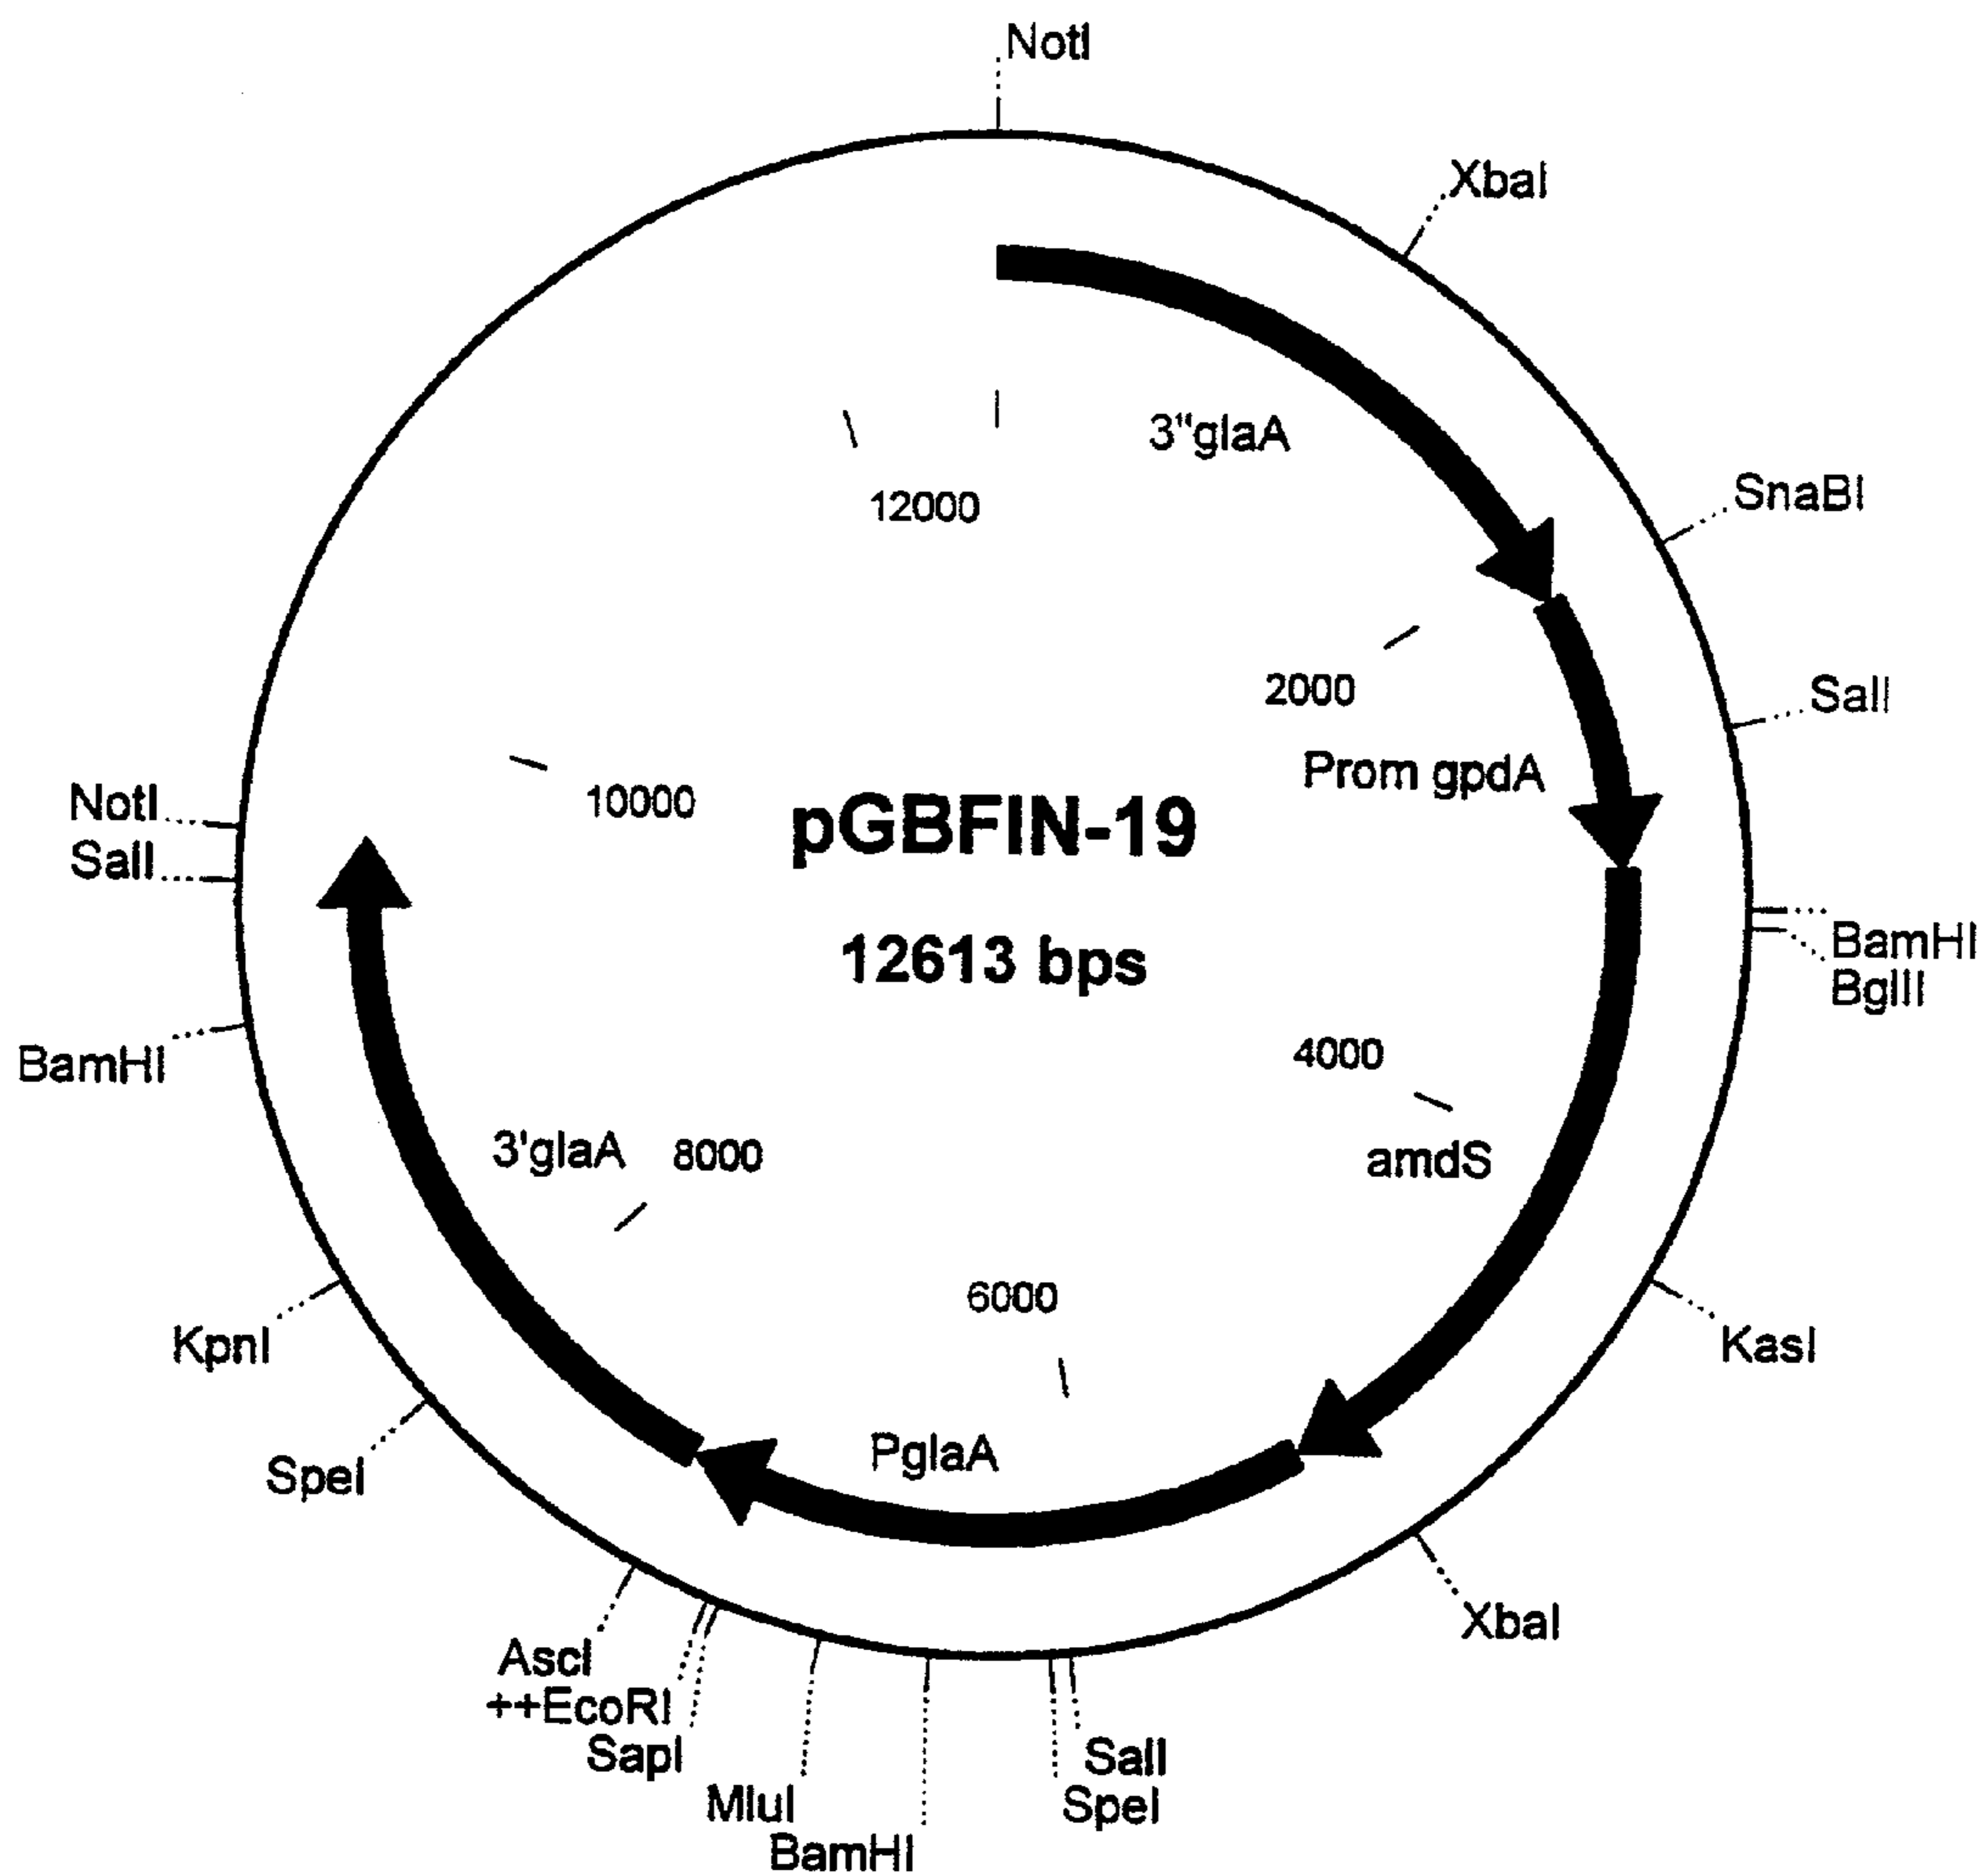 NotI
XbaI
3"glaA
SnaBI
12000
2000
SalI
Prom gpdA
NotI
10000
pGBFIN-19
SalI
12613 bps
BamHI
BglII
BamHI
4000
3'glaA
8000
amdS
6000
KpnI
KasI
PglaA
SpeI
XbaI
AscI
++EcoRI
SapI
SalI
MluI
SpeI
BamHI